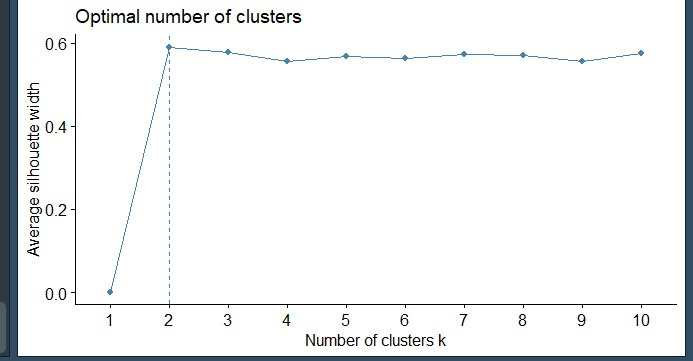 Optimal number of clusters
0.6
0.4
0.2
0.0
Average silhouette width
1 2 3 4 5 6 7 8 9 10
Number of clusters k